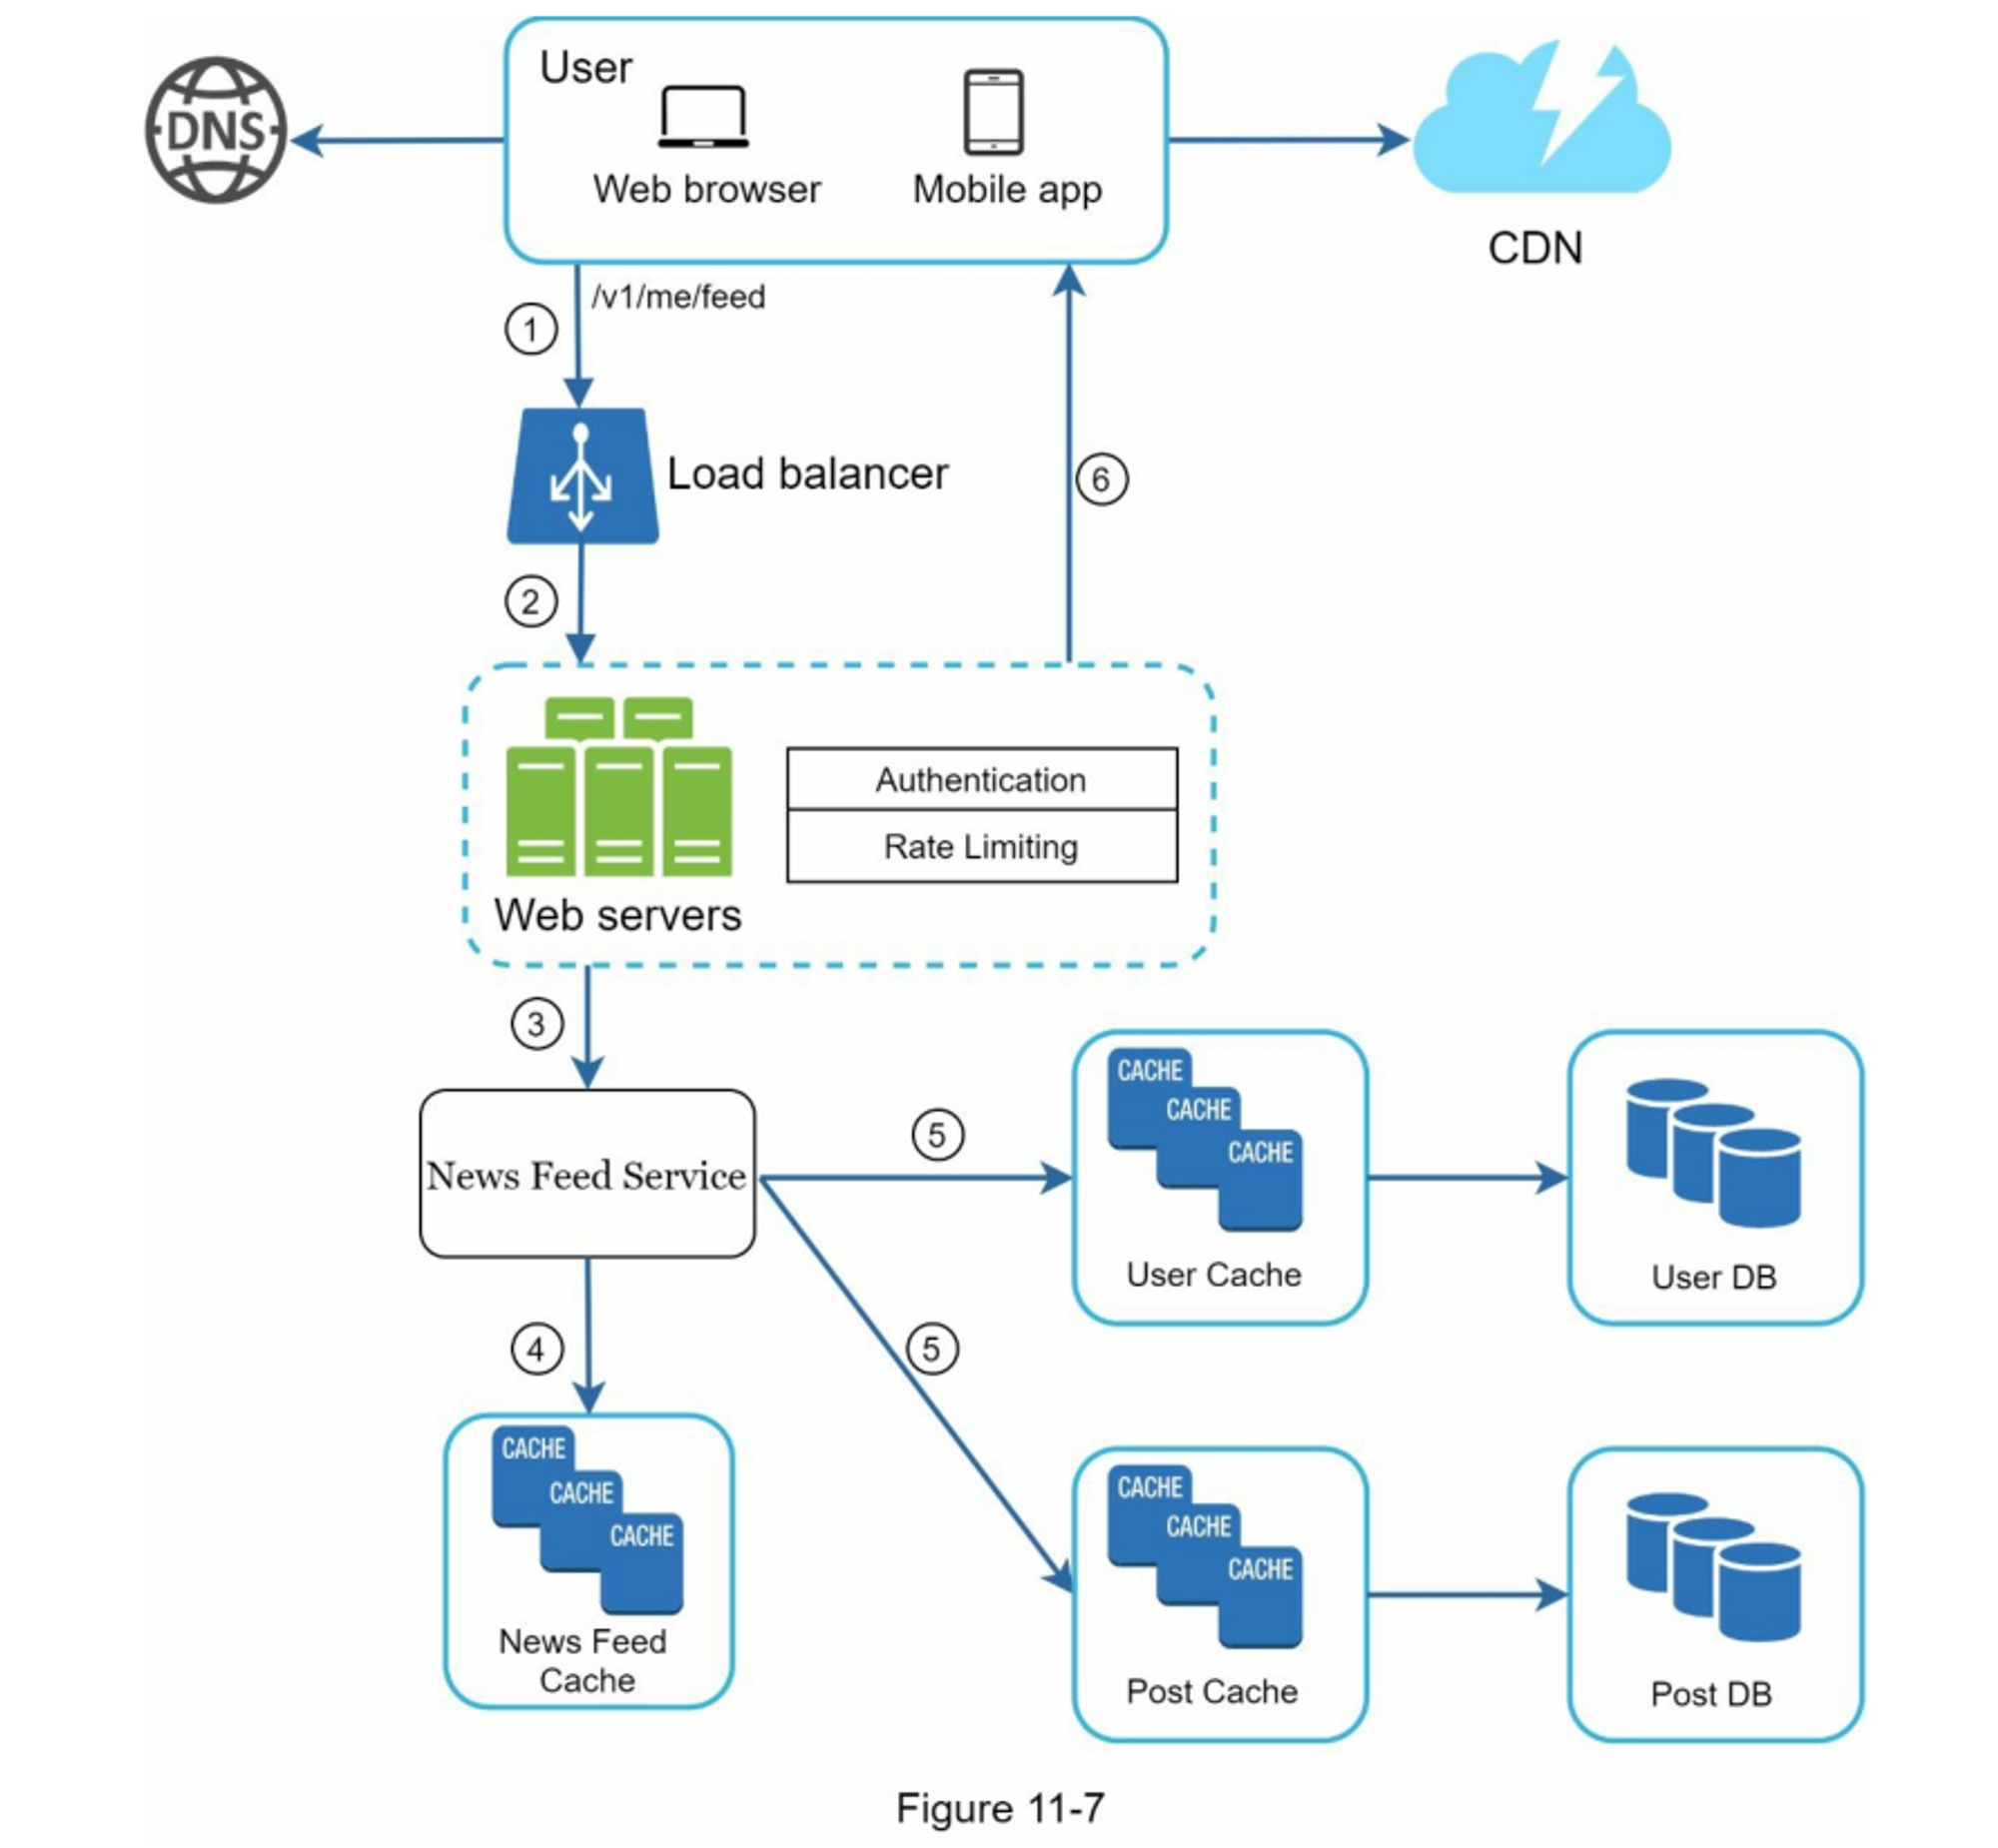 User
DNS
Web browser
Mobile app
CDN
/v1/me/feed
1
Load balancer
6
2
Authentication
Rate Limiting
Web servers
3
CACHE
CACHE
CACHE
User Cache
User DB
5
News Feed Service
4
5
CACHE
CACHE
CACHE
News Feed
Cache
CACHE
CACHE
CACHE
Post Cache
Post DB
Figure 11-7